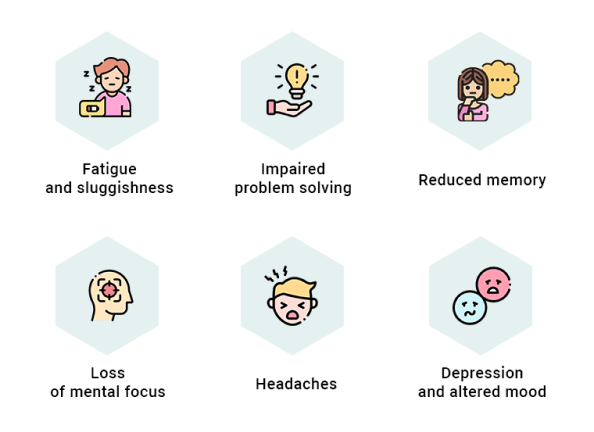 Fatigue
and sluggishness
Impaired
problem solving
Reduced memory
Loss
of mental focus
Headaches
Depression
and altered mood